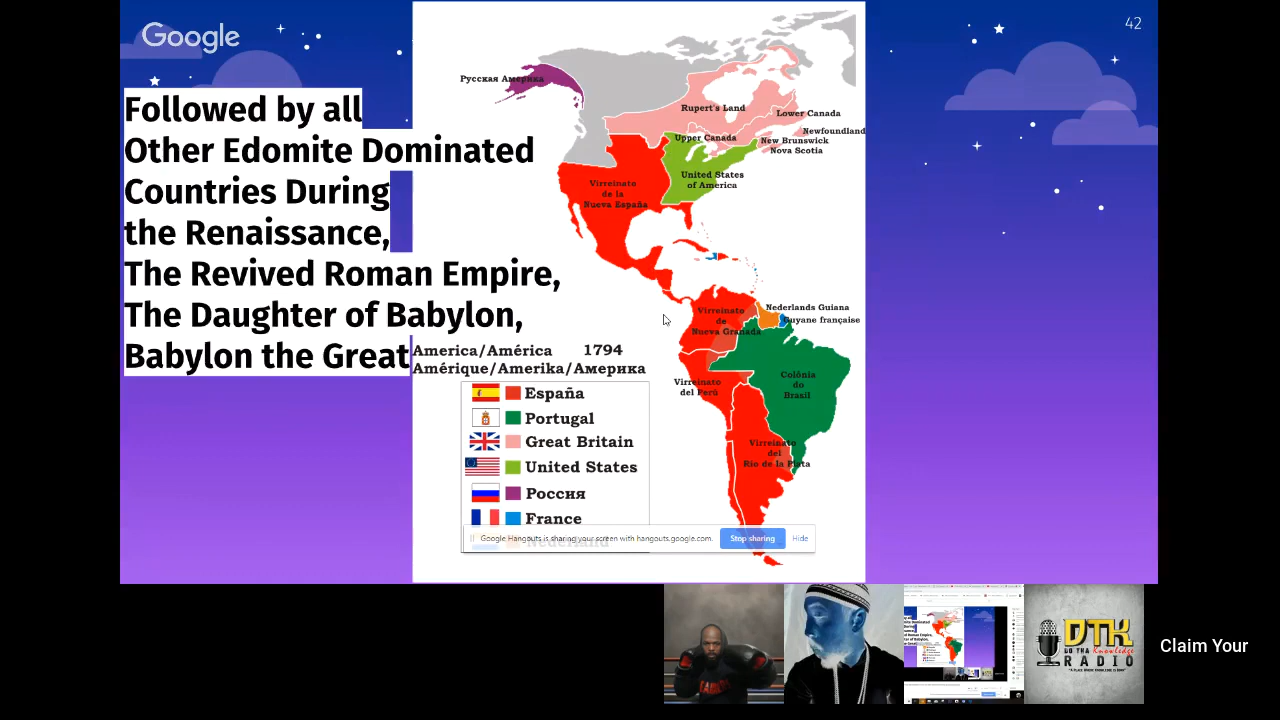 Google
42
Followed by all
Other Edomite Dominated
Countries During
the Renaissance,
The Revived Roman Empire,
The Daughter of Babylon,
Babylon the Great
Русская Америка
Rupert's Land
Lower Canada
Newfoundland
Upper Canada
New Brunswick
Nova Scotia
United States
of America
Virreinato
de la
Nueva España
Nederlands Guiana
Guyane française
Virreinato
de
Nueva Granada
Virreinato
del Perú
Colônia
do
Brasil
Virreinato
del
Río de la Plata
America/América 1794
Amérique/Amerika/Америка
España
Portugal
Great Britain
United States
Россия
France
Nederland
Google Hangouts is sharing your screen with hangouts.google.com.
Stop sharing
Hide
DTK
RADIO
Claim Your